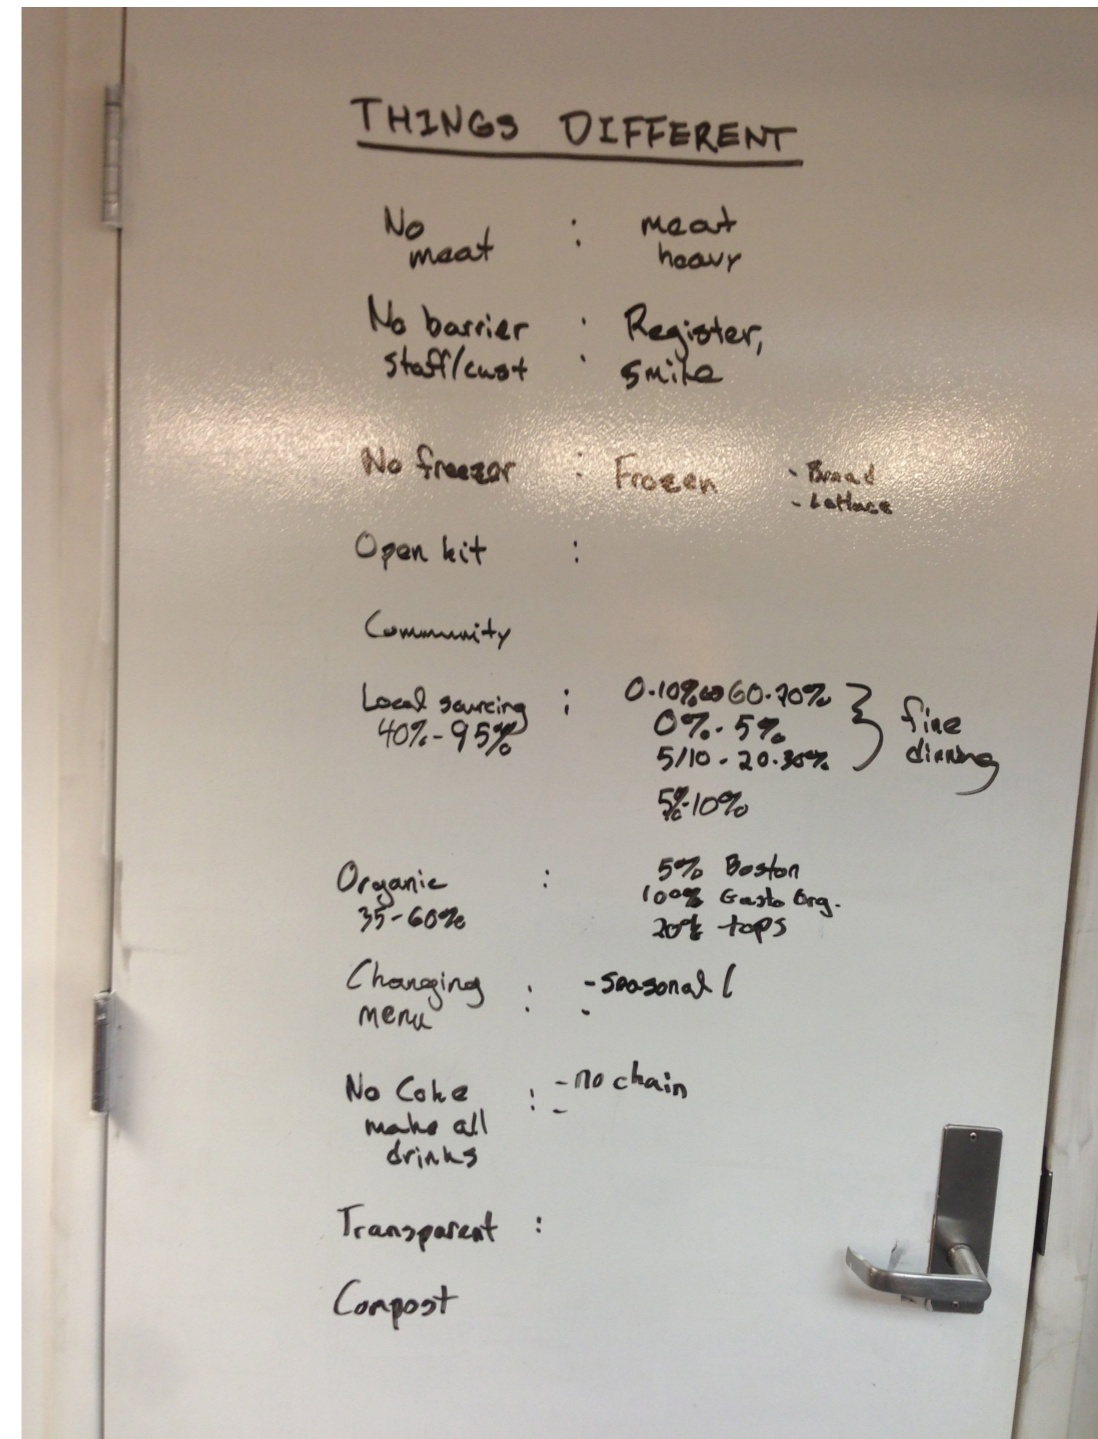 THINGS DIFFERENT
No : meat
meat heavy
No barrier : Register,
staff/cust smile
No freezer : Frozen - Bread
- Lettuce
Open kit :
Community
Local sourcing : 0-10% 60-70%
40%-95% 0%-5% fine
5/10-20-30% dinning
5%-10%
Organic : 5% Boston
35-60% 100% Org.
20% tops
Changing : -seasonal (
menu -
No Coke : -no chain
make all -
drinks
Transparent :
Compost